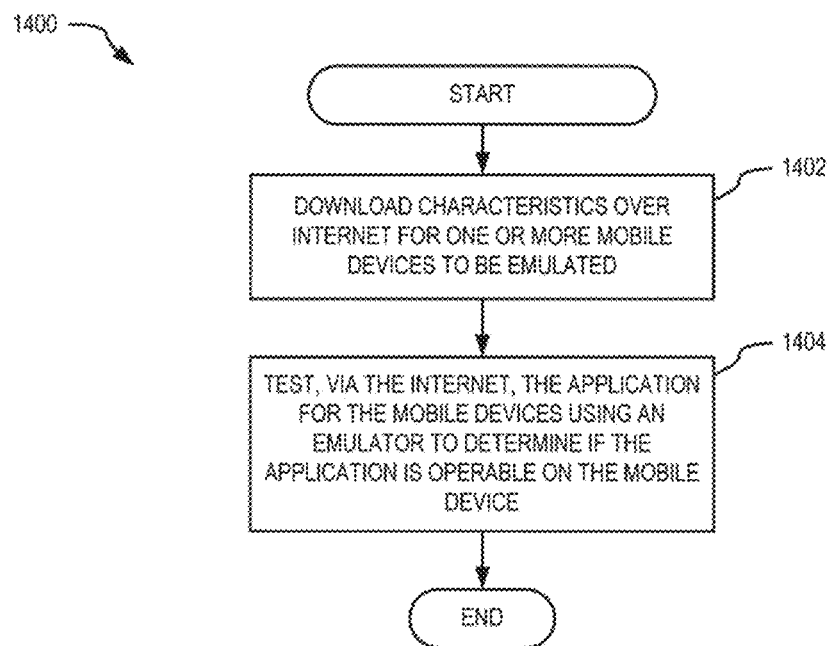 1400
START
1402
DOWNLOAD CHARACTERISTICS OVER
INTERNET FOR ONE OR MORE MOBILE
DEVICES TO BE EMULATED
1404
TEST, VIA THE INTERNET, THE APPLICATION
FOR THE MOBILE DEVICES USING AN
EMULATOR TO DETERMINE IF THE
APPLICATION IS OPERABLE ON THE MOBILE
DEVICE
END